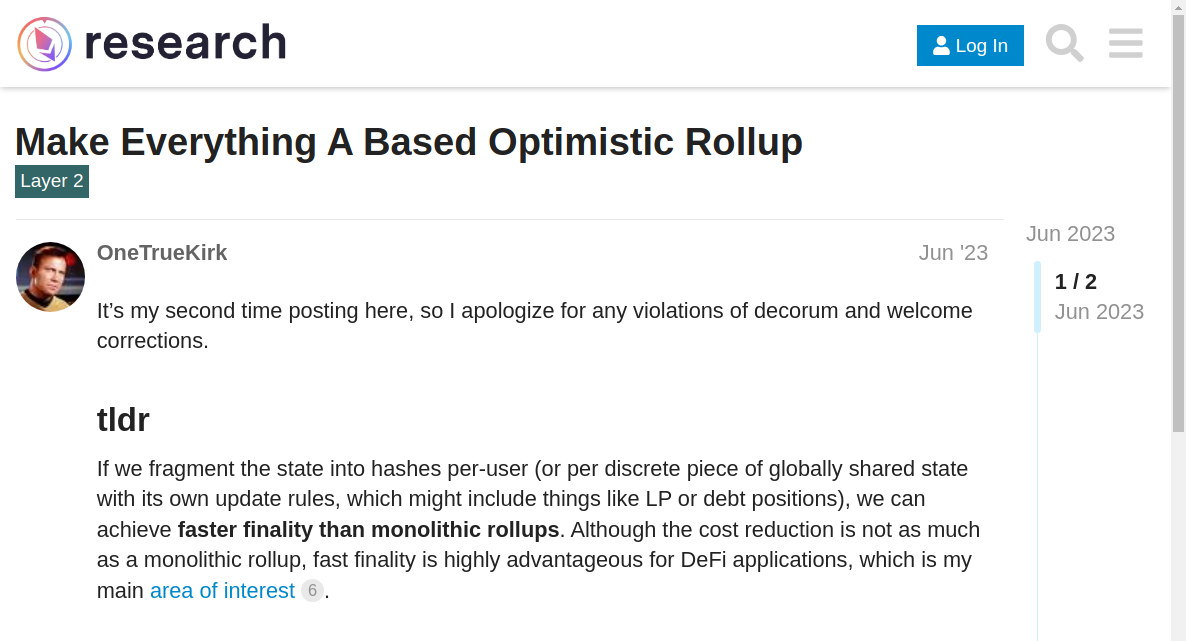 research
Log In
Make Everything A Based Optimistic Rollup
Layer 2
OneTrueKirk
Jun '23
It’s my second time posting here, so I apologize for any violations of decorum and welcome
corrections.
tldr
If we fragment the state into hashes per-user (or per discrete piece of globally shared state
with its own update rules, which might include things like LP or debt positions), we can
achieve faster finality than monolithic rollups. Although the cost reduction is not as much
as a monolithic rollup, fast finality is highly advantageous for DeFi applications, which is my
main area of interest 6.
Jun 2023
1 / 2
Jun 2023